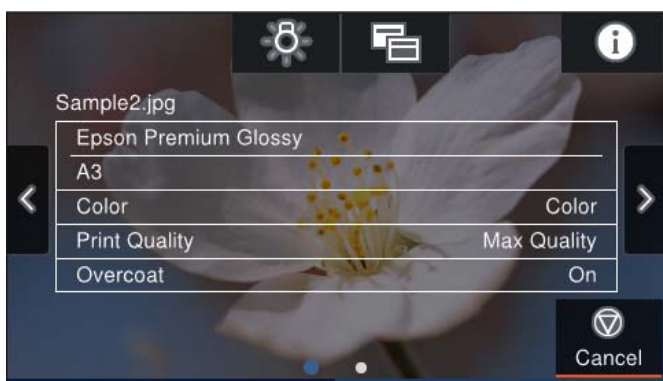 Sample2.jpg
Epson Premium Glossy
A3
Color Color
Print Quality Max Quality
Overcoat On
Cancel